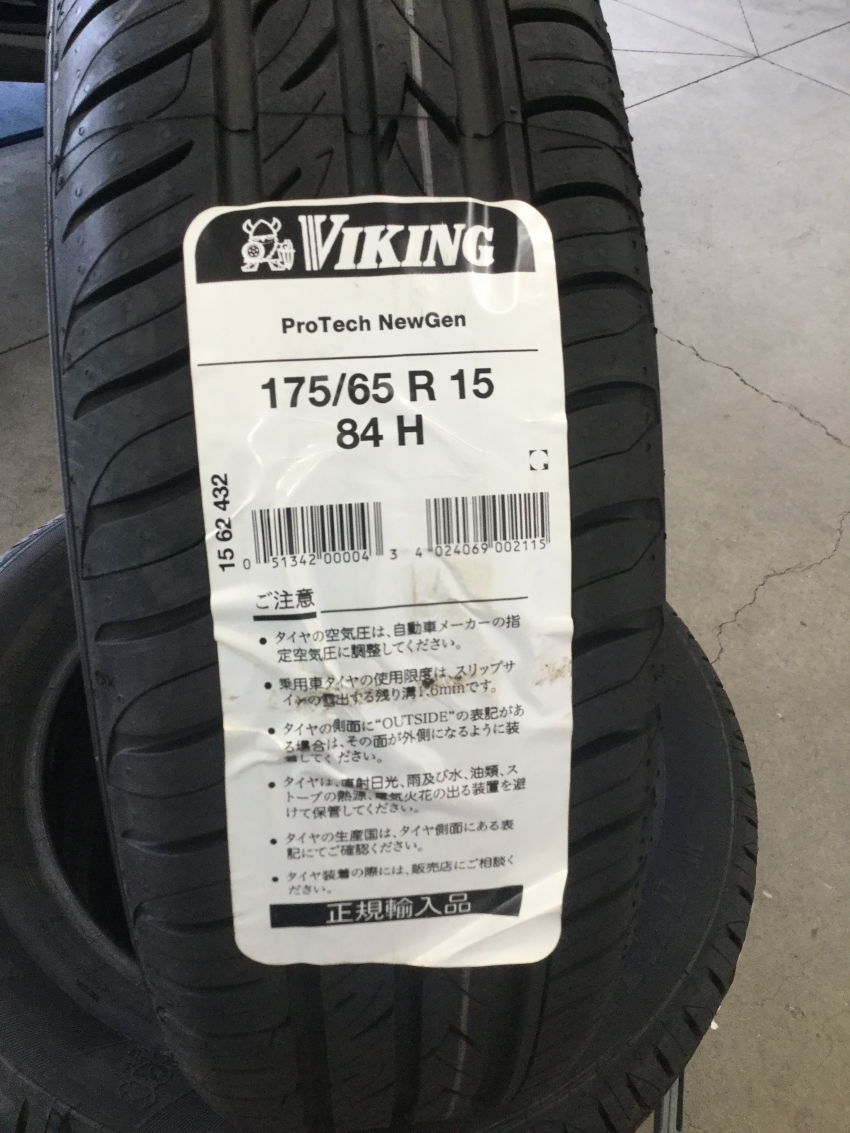 VIKING
ProTech NewGen
175/65 R 15
84 H
15 62 432
0 51342 00004 3
4 024069 002115
ご注意
• タイヤの空気圧は、自動車メーカーの指
定空気圧に調整してください。
• 乗用車タイヤの使用限度は、スリップサ
インの露出する残り溝1.6mmです。
• タイヤの側面に“OUTSIDE”の表記があ
る場合は、その面が外側になるように装
着してください。
• タイヤは、直射日光、雨及び水、油類、ス
トーブの熱源、電気火花の出る装置を避
けて保管してください。
• タイヤの生産国は、タイヤ側面にある表
記にてご確認ください。
• タイヤ装着の際には、販売店にご相談く
ださい。
正規輸入品